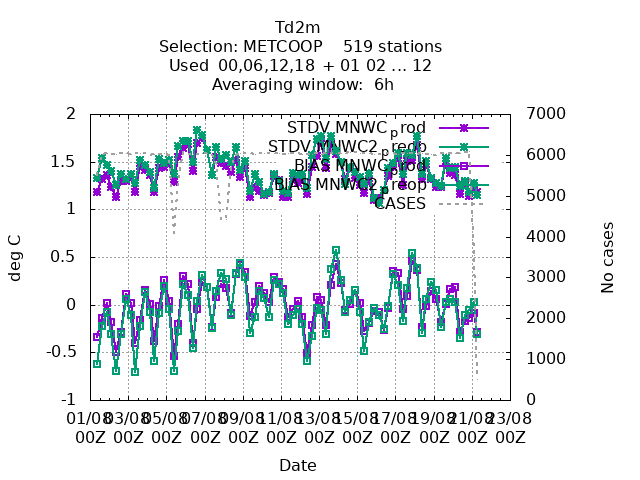 Td2m
Selection: METCOOP 519 stations
Used 00,06,12,18 + 01 02 ... 12
Averaging window: 6h
2
1.5
1
0.5
0
-0.5
-1
deg C
7000
6000
5000
4000
3000
2000
1000
0
No cases
STDV MNWC_prod
STDV MNWC2_preop
BIAS MNWC_prod
BIAS MNWC2_preop
CASES
01/08 03/08 05/08 07/08 09/08 11/08 13/08 15/08 17/08 19/08 21/08 23/08
00Z 00Z 00Z 00Z 00Z 00Z 00Z 00Z 00Z 00Z 00Z 00Z
Date